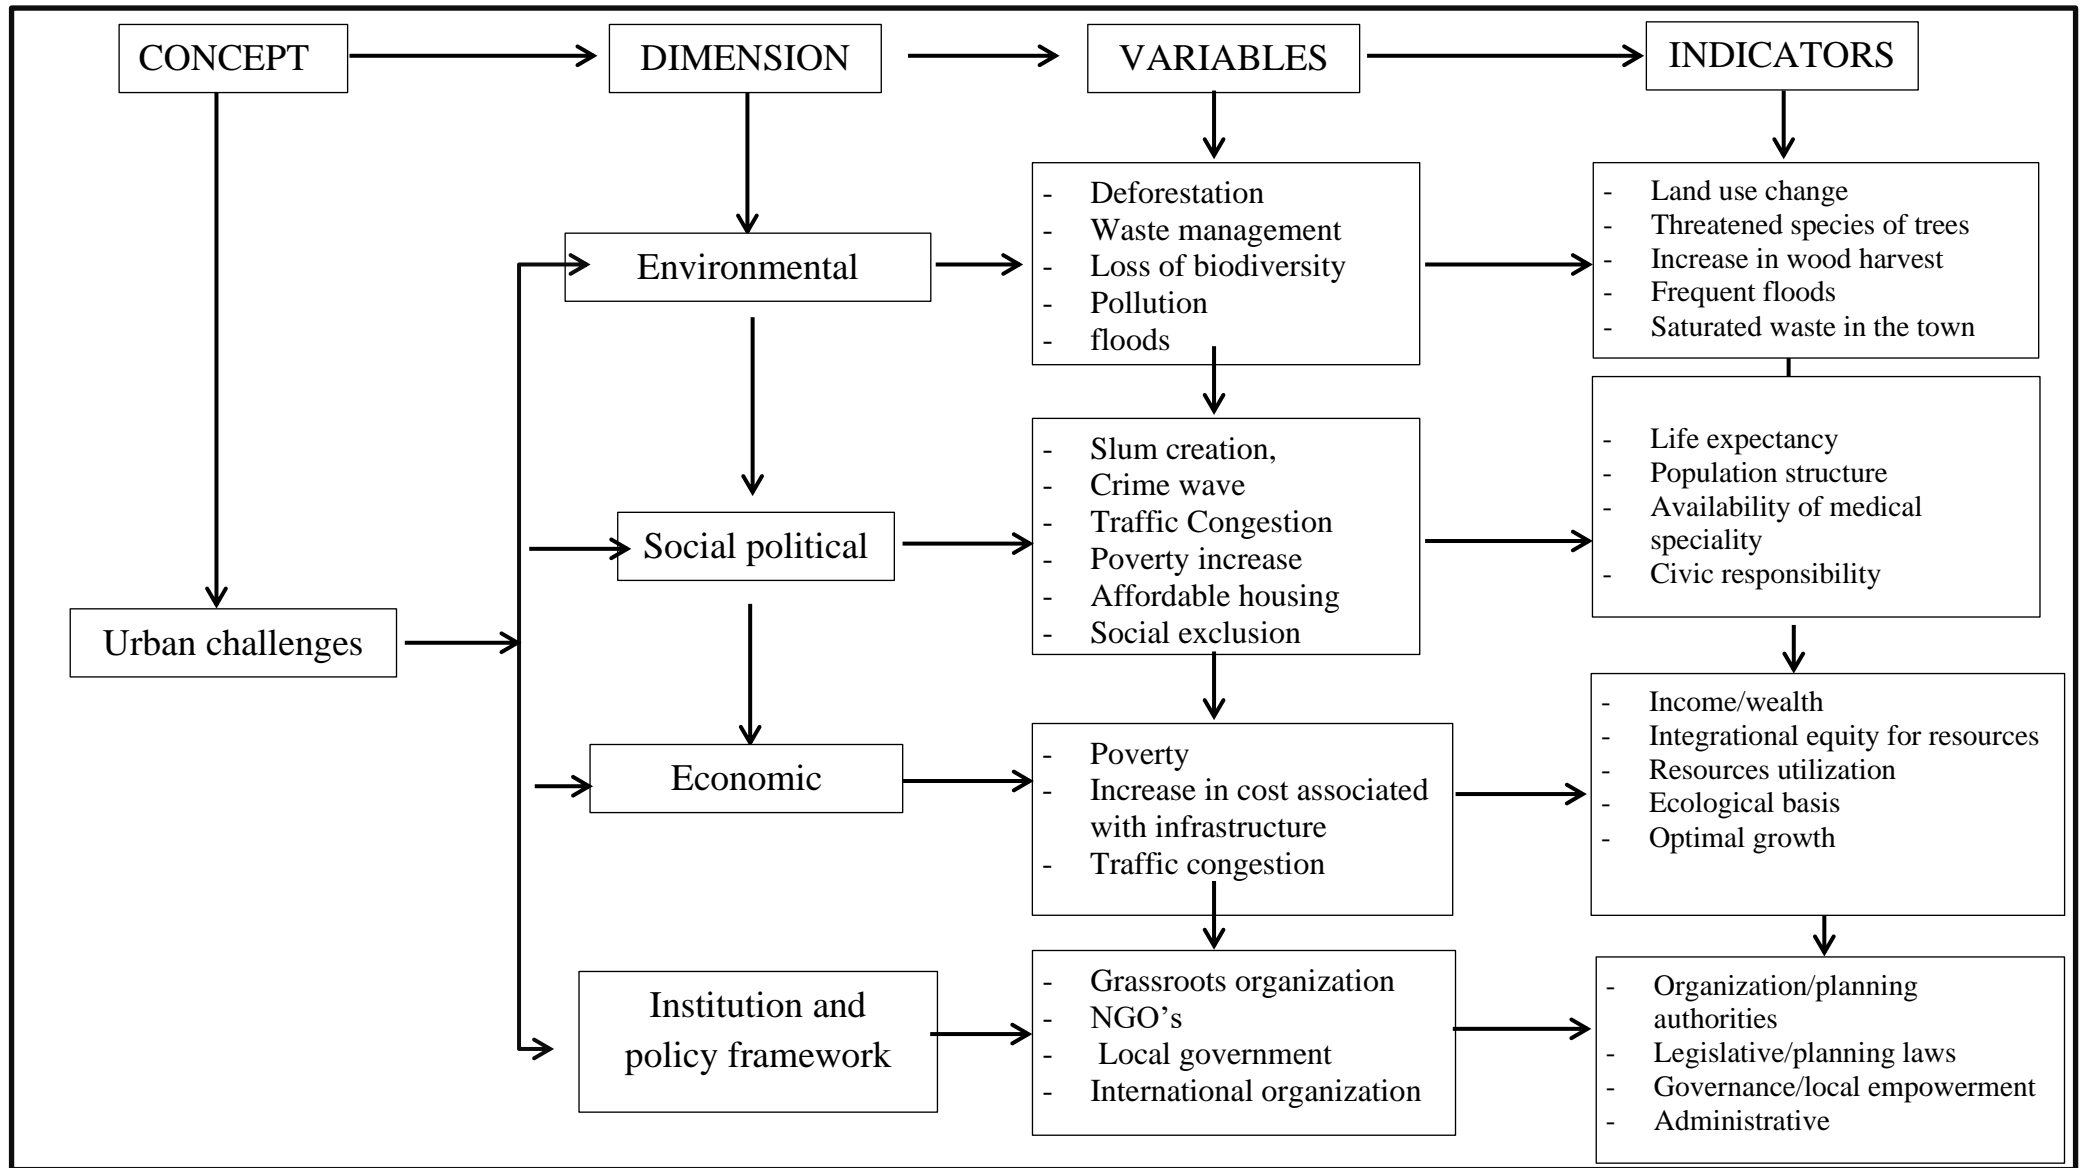 CONCEPT
DIMENSION
VARIABLES
INDICATORS
Urban challenges
Environmental
- Deforestation
- Waste management
- Loss of biodiversity
- Pollution
- floods
- Land use change
- Threatened species of trees
- Increase in wood harvest
- Frequent floods
- Saturated waste in the town
Social political
- Slum creation,
- Crime wave
- Traffic Congestion
- Poverty increase
- Affordable housing
- Social exclusion
- Life expectancy
- Population structure
- Availability of medical
speciality
- Civic responsibility
Economic
- Poverty
- Increase in cost associated
with infrastructure
- Traffic congestion
- Income/wealth
- Integrational equity for resources
- Resources utilization
- Ecological basis
- Optimal growth
Institution and
policy framework
- Grassroots organization
- NGO’s
- Local government
- International organization
- Organization/planning
authorities
- Legislative/planning laws
- Governance/local empowerment
- Administrative